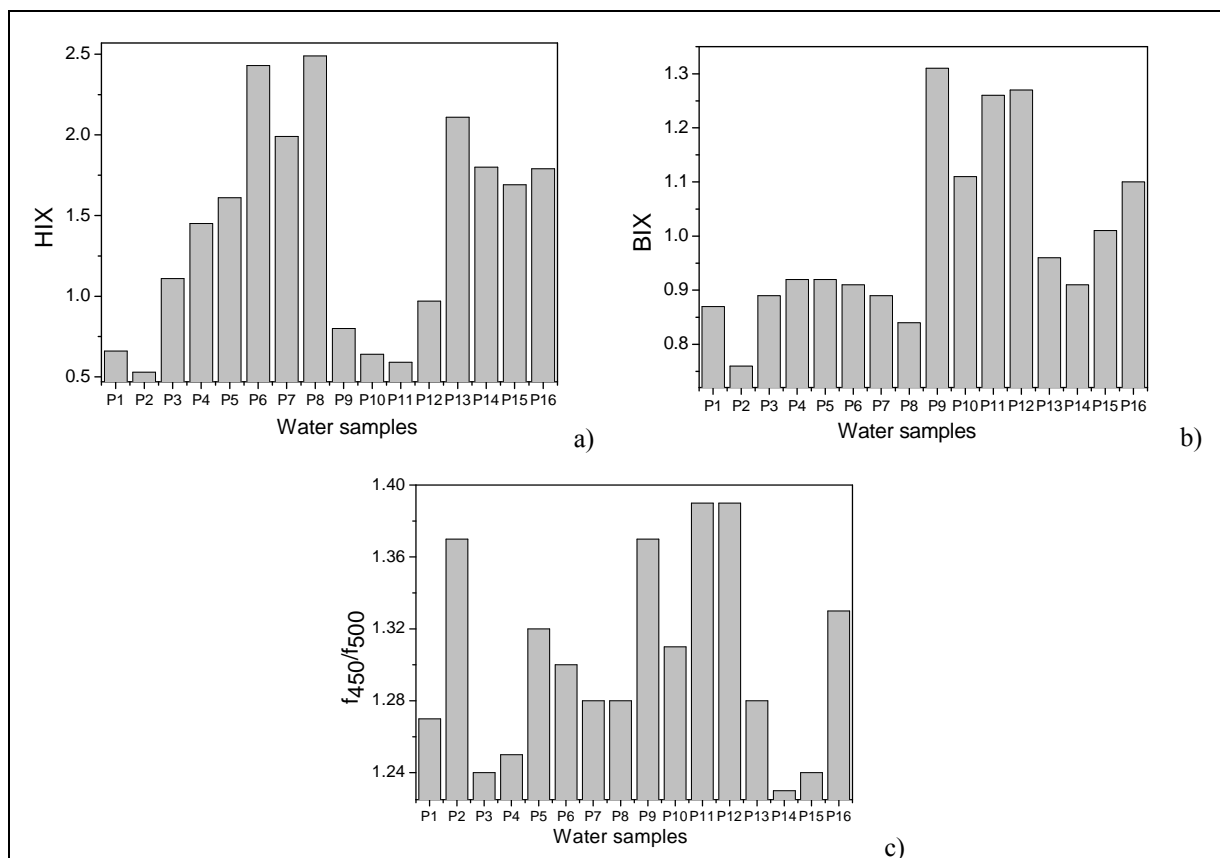 2.5
2.0
1.5
1.0
0.5
HIX
P1 P2 P3 P4 P5 P6 P7 P8 P9 P10 P11 P12 P13 P14 P15 P16
Water samples
a)
1.3
1.2
1.1
1.0
0.9
0.8
BIX
P1 P2 P3 P4 P5 P6 P7 P8 P9 P10 P11 P12 P13 P14 P15 P16
Water samples
b)
1.40
1.36
1.32
1.28
1.24
f450/f500
P1 P2 P3 P4 P5 P6 P7 P8 P9 P10 P11 P12 P13 P14 P15 P16
Water samples
c)